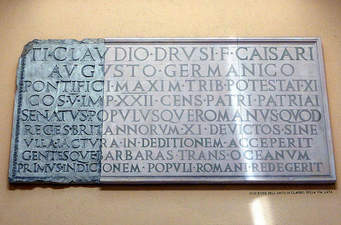 TI·CLAVDIO·DRVSI·F·CAISARI
AVGVSTO·GERMANICO
PONTIFICI·MAXIM·TRIB·POTESTAT·XI
COS·V·IMP·XXII·CENS·PATRI·PATRIAI
SENATVS·POPVLVSQVE·ROMANVS·QVOD
REGES·BRITANNORVM·XI·DEVICTOS·SINE
VLLA·IACTVRA·IN·DEDITIONEM·ACCEPERIT
GENTESQVE·BARBARAS·TRANS·OCEANVM
PRIMVS·INDICIONEM·POPVLI·ROMANI·REDEGERIT